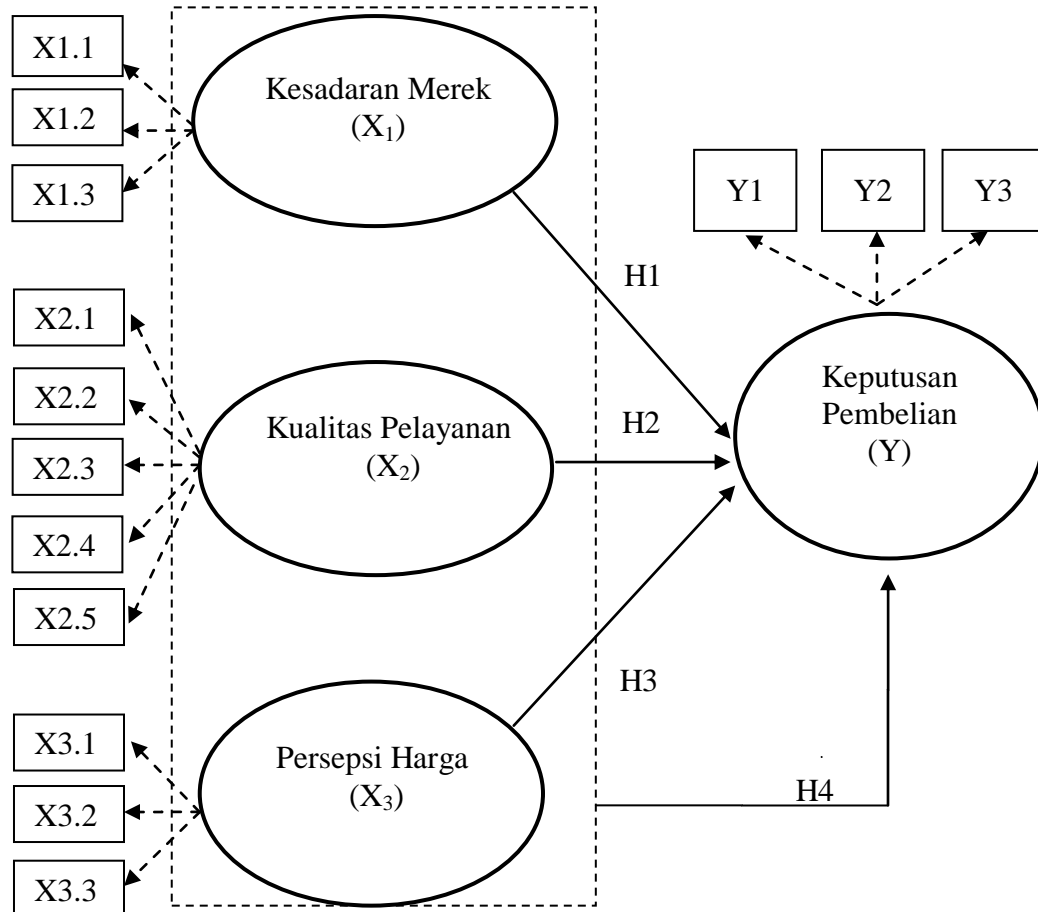 X1.1
X1.2
X1.3
Kesadaran Merek
(X₁)
Y1
Y2
Y3
H1
X2.1
X2.2
X2.3
X2.4
X2.5
Kualitas Pelayanan
(X₂)
H2
Keputusan
Pembelian
(Y)
H3
X3.1
X3.2
X3.3
Persepsi Harga
(X₃)
H4